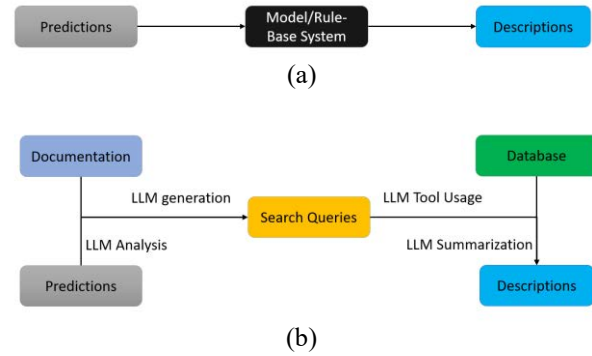 Predictions
Model/Rule-
Base System
Descriptions
(a)
Documentation
Database
LLM generation
LLM Tool Usage
Search Queries
LLM Analysis
LLM Summarization
Predictions
Descriptions
(b)